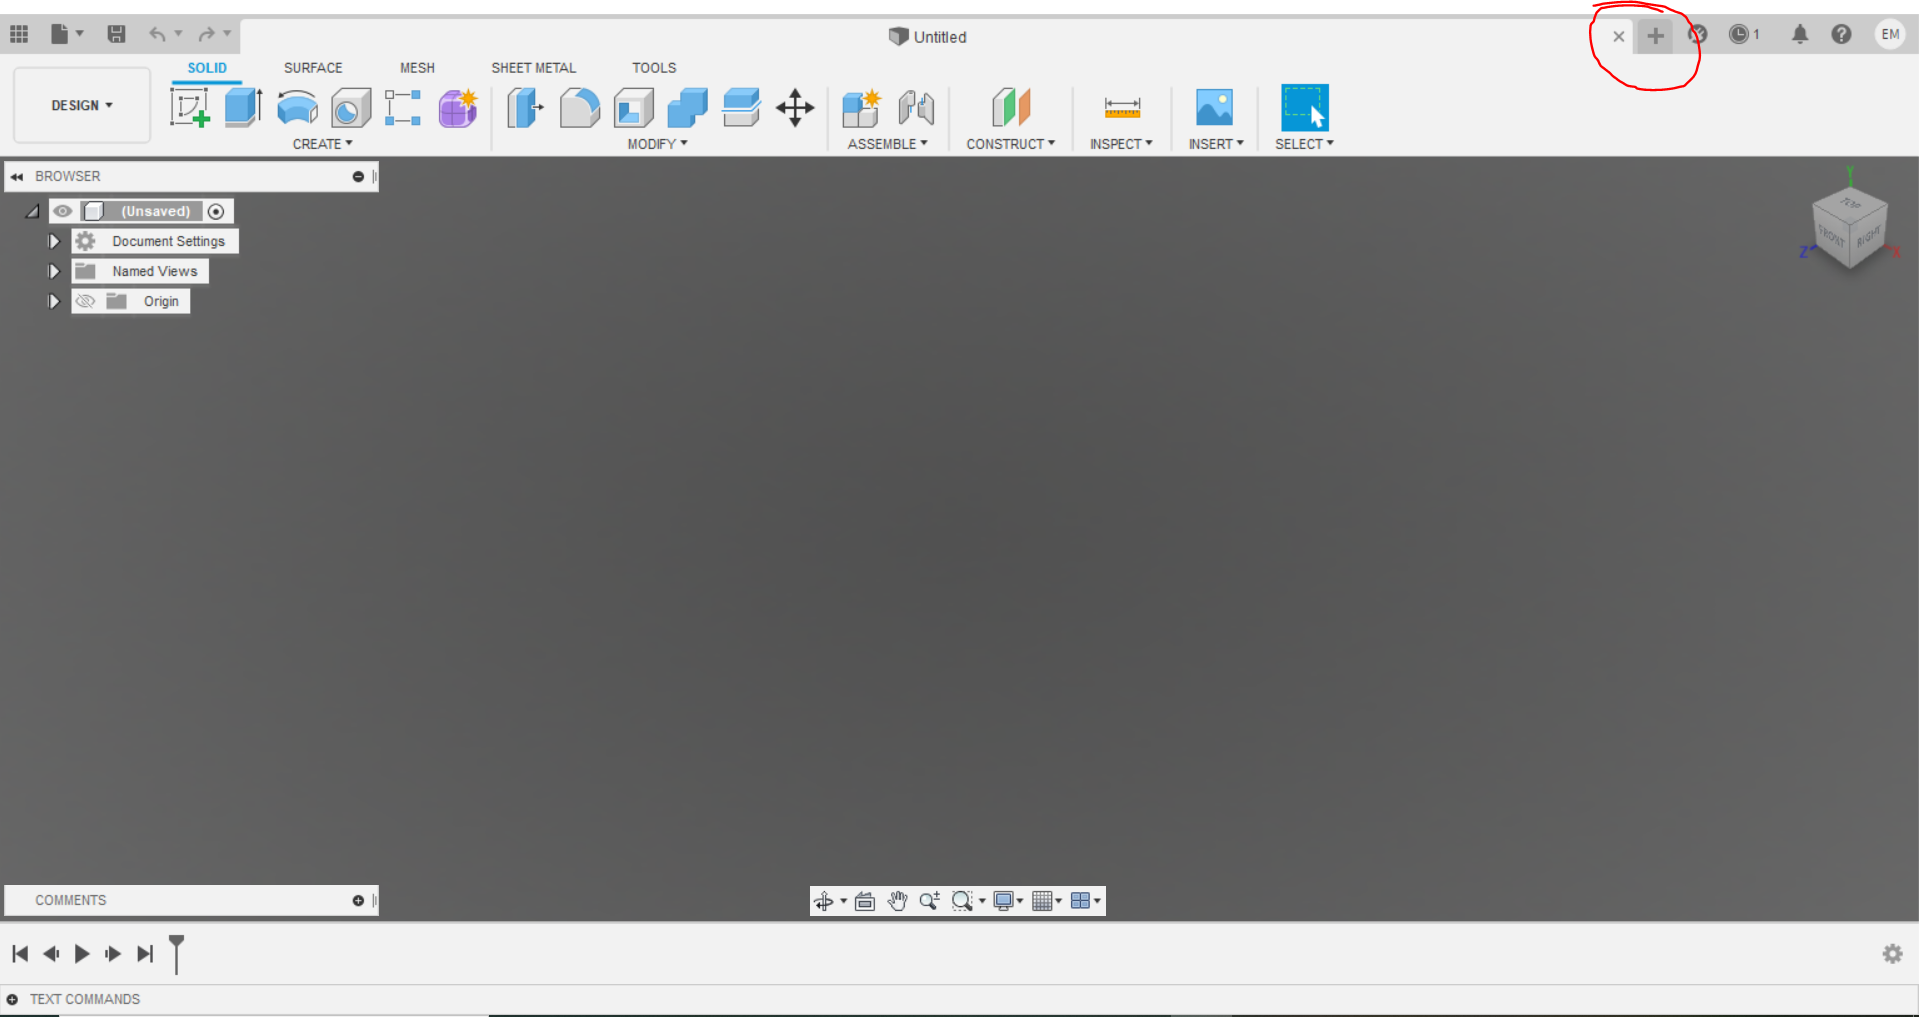 Untitled
1
EM
SOLID
SURFACE
MESH
SHEET METAL
TOOLS
DESIGN
CREATE
MODIFY
ASSEMBLE
CONSTRUCT
INSPECT
INSERT
SELECT
BROWSER
(Unsaved)
Document Settings
Named Views
Origin
Y
TOP
FRONT
RIGHT
Z
X
COMMENTS
TEXT COMMANDS